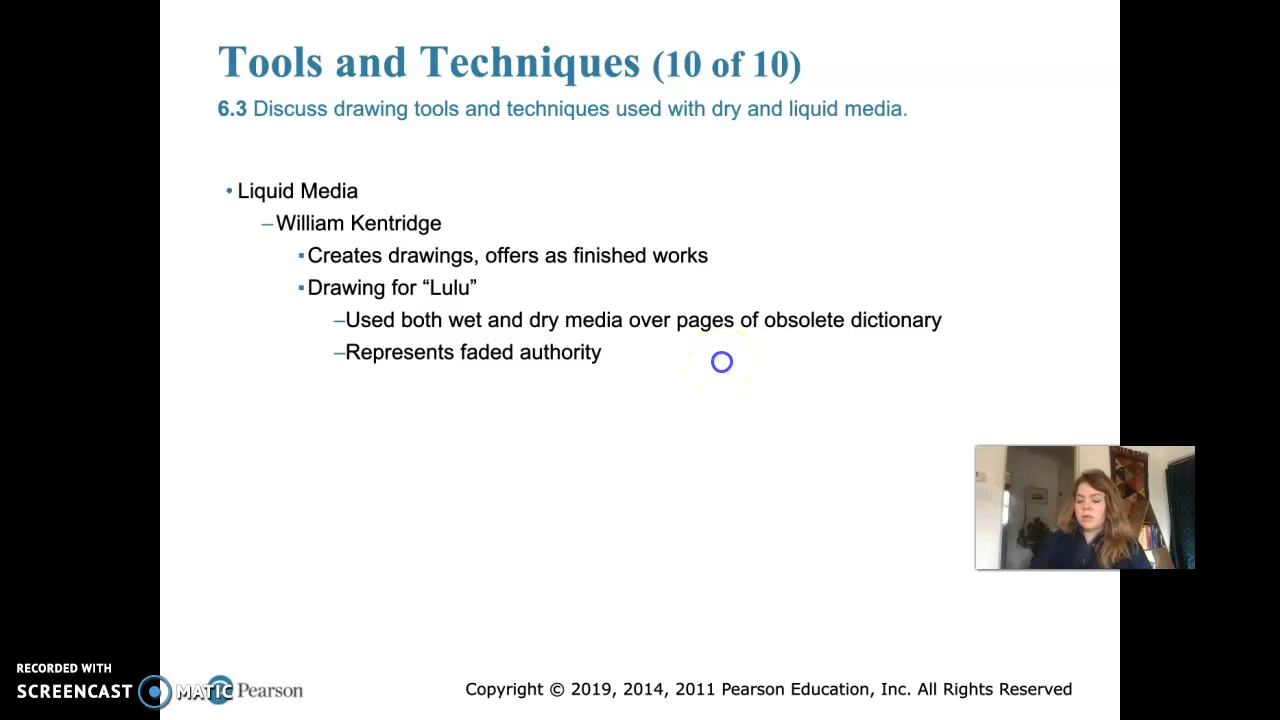 Tools and Techniques (10 of 10)
6.3 Discuss drawing tools and techniques used with dry and liquid media.
• Liquid Media
–William Kentridge
▪Creates drawings, offers as finished works
▪Drawing for “Lulu”
–Used both wet and dry media over pages of obsolete dictionary
–Represents faded authority
RECORDED WITH
SCREENCAST MATIC
Pearson
Copyright © 2019, 2014, 2011 Pearson Education, Inc. All Rights Reserved